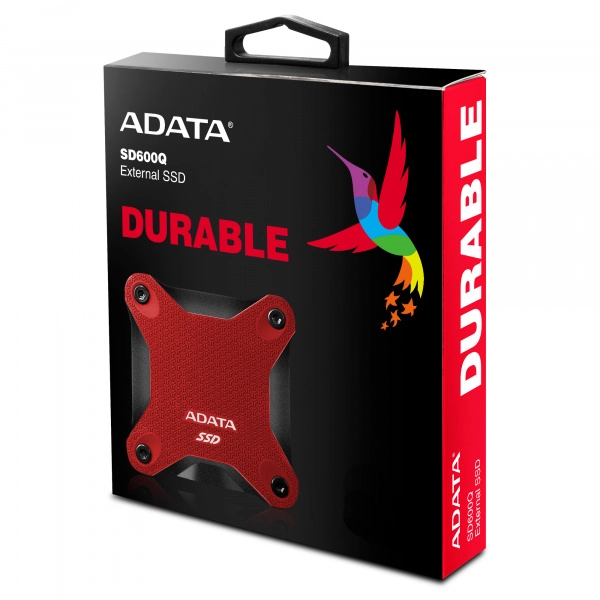 ADATA®
SD600Q
External SSD
DURABLE
ADATA
SSD
DURABLE
ADATA
SD600Q
External SSD